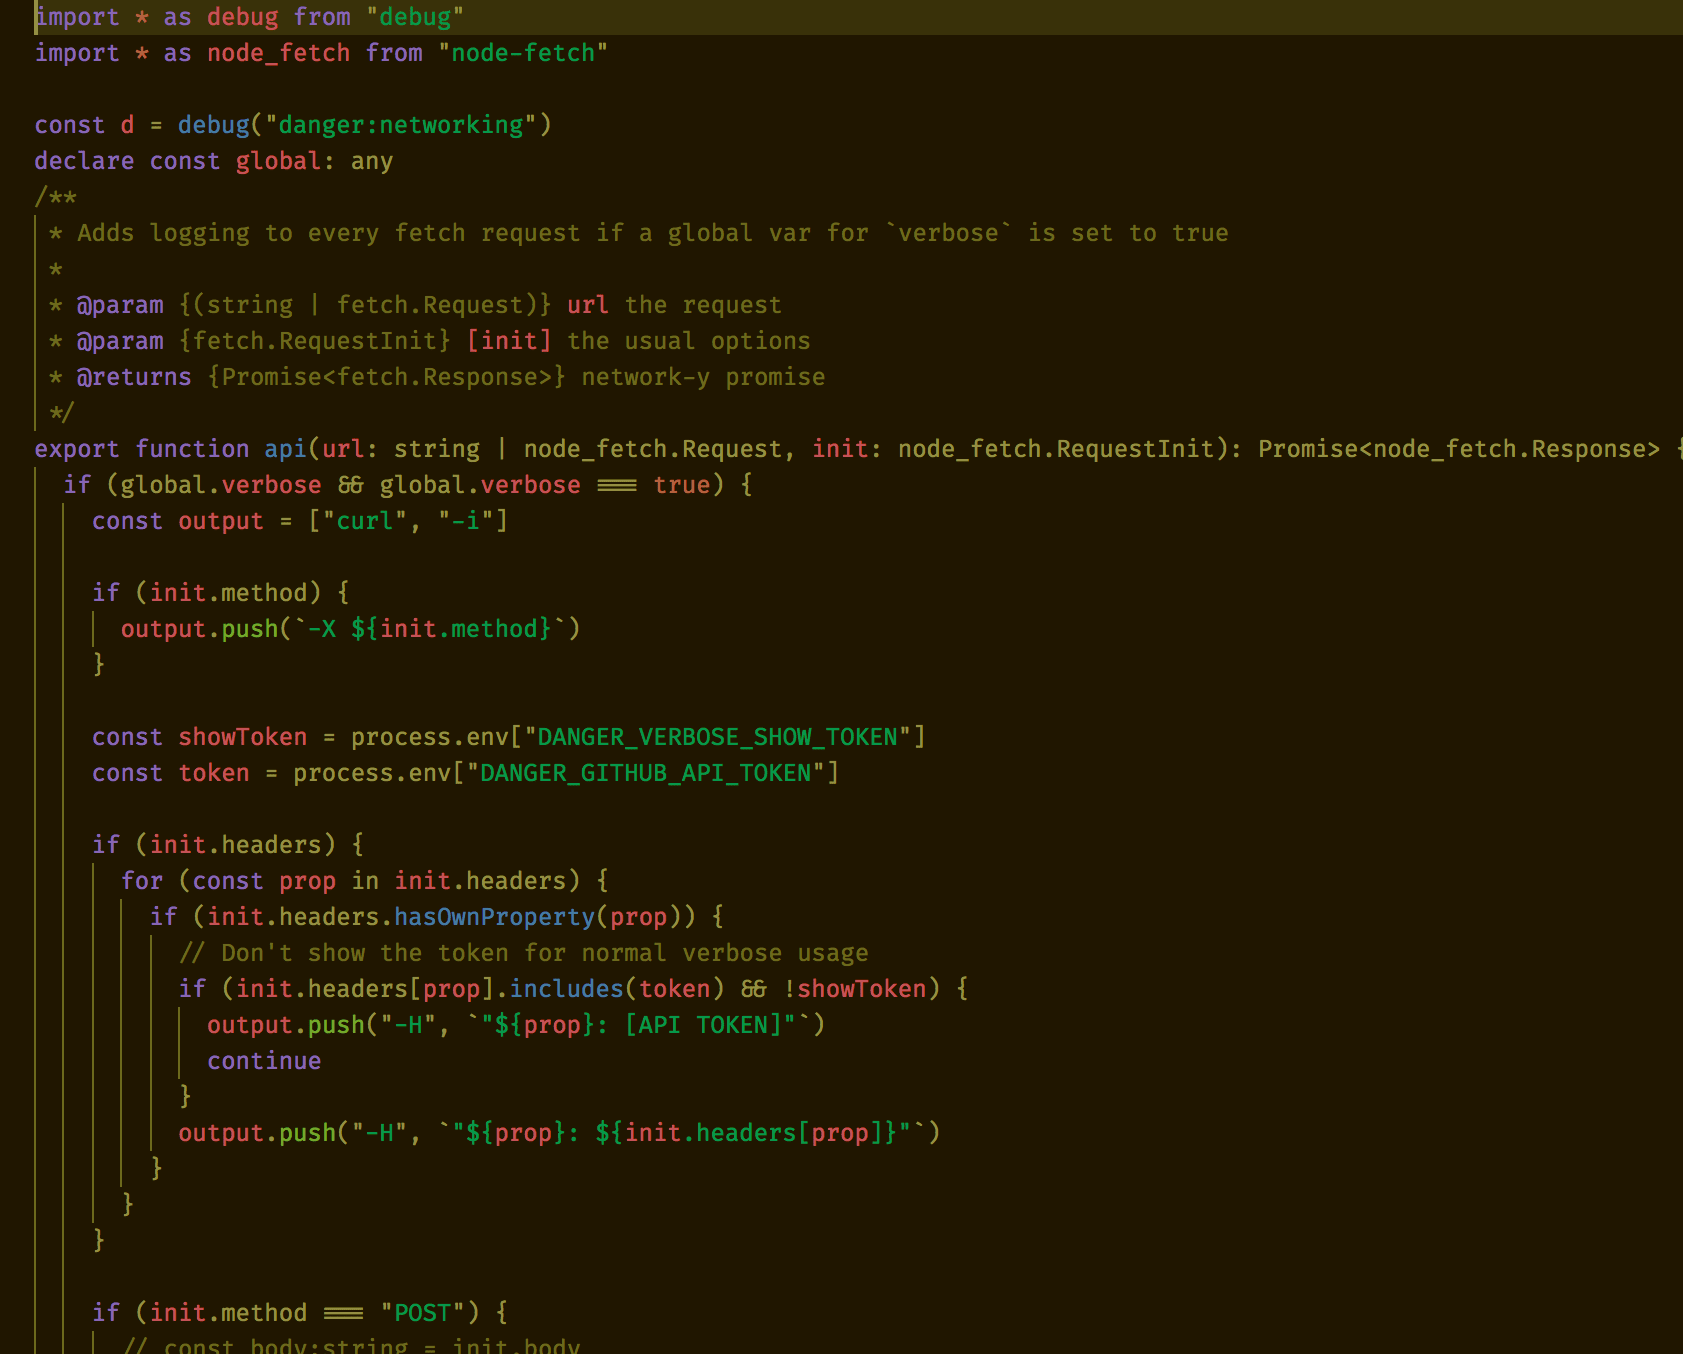 import * as debug from "debug"
import * as node_fetch from "node-fetch"
const d = debug("danger:networking")
declare const global: any
/**
* Adds logging to every fetch request if a global var for `verbose` is set to true
*
* @param {(string | fetch.Request)} url the request
* @param {fetch.RequestInit} [init] the usual options
* @returns {Promise<fetch.Response>} network-y promise
*/
export function api(url: string | node_fetch.Request, init: node_fetch.RequestInit): Promise<node_fetch.Response> {
if (global.verbose && global.verbose === true) {
const output = ["curl", "-i"]
if (init.method) {
output.push(`-X ${init.method}`)
}
const showToken = process.env["DANGER_VERBOSE_SHOW_TOKEN"]
const token = process.env["DANGER_GITHUB_API_TOKEN"]
if (init.headers) {
for (const prop in init.headers) {
if (init.headers.hasOwnProperty(prop)) {
// Don't show the token for normal verbose usage
if (init.headers[prop].includes(token) && !showToken) {
output.push("-H", `"${prop}: [API TOKEN]"`)
continue
}
output.push("-H", `"${prop}: ${init.headers[prop]}"`)
}
}
}
if (init.method === "POST") {
// const body:string = init.body